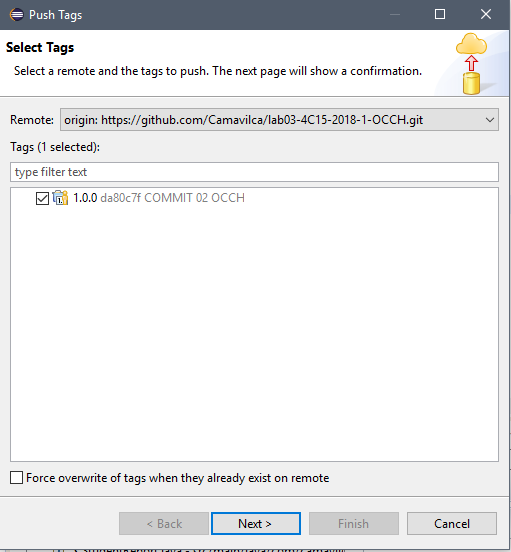 Push Tags
Select Tags
Select a remote and the tags to push. The next page will show a confirmation.
Remote: origin: https://github.com/Camavilca/lab03-4C15-2018-1-OCCH.git
Tags (1 selected):
type filter text
1.0.0 da80c7f COMMIT 02 OCCH
Force overwrite of tags when they already exist on remote
< Back Next > Finish Cancel